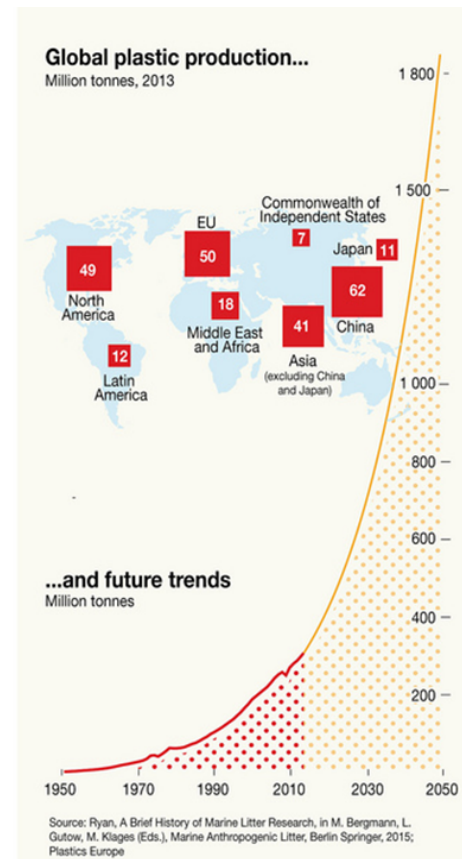 Global plastic production...
Million tonnes, 2013
1 800
1 500
Commonwealth of
Independent States
7
EU
50
Japan
11
49
North
America
18
Middle East
and Africa
62
China
41
Asia
(excluding China
and Japan)
12
Latin
America
1 000
800
600
...and future trends
Million tonnes
400
200
1950
1970
1990
2010
2030
2050
Source: Ryan, A Brief History of Marine Litter Research, in M. Bergmann, L.
Gutow, M. Klages (Eds.), Marine Anthropogenic Litter, Berlin Springer, 2015;
Plastics Europe